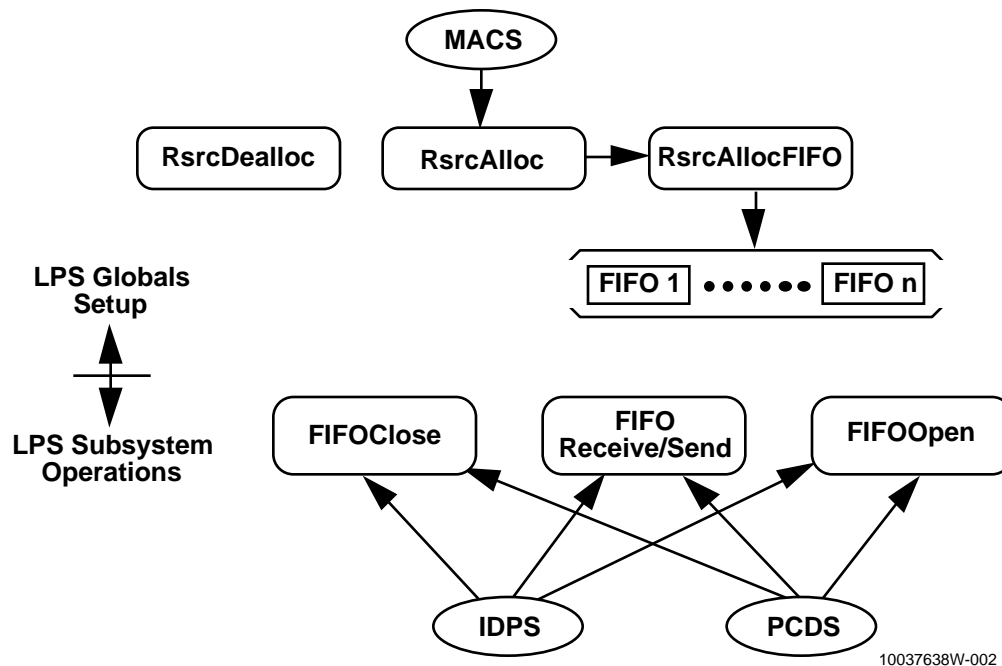 MACS
RsrcDealloc
RsrcAlloc
RsrcAllocFIFO
LPS Globals
Setup
FIFO 1
FIFO n
LPS Subsystem
Operations
FIFOClose
FIFO
Receive/Send
FIFOOpen
IDPS
PCDS
10037638W-002